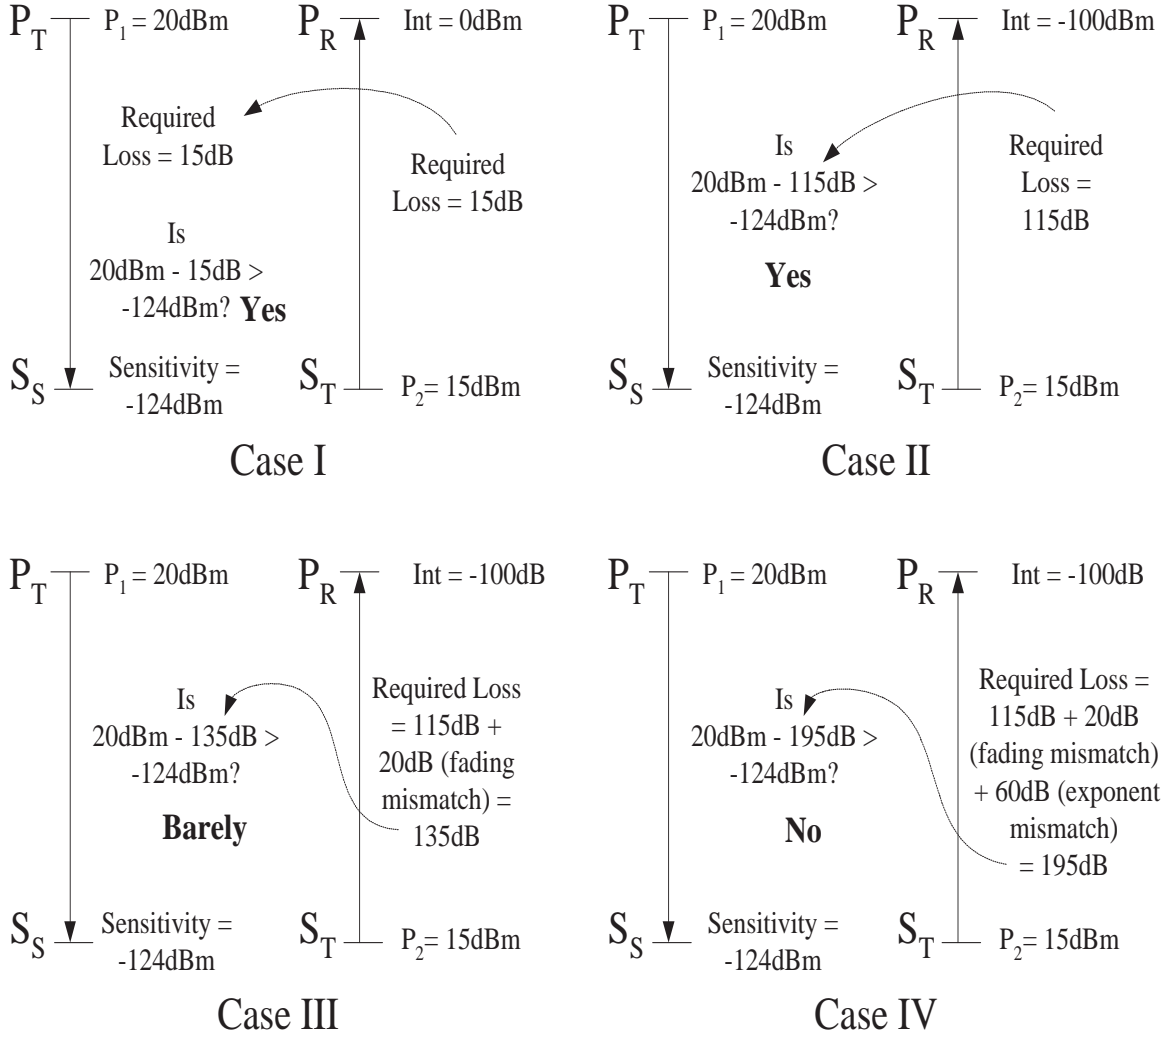 P_T P_1 = 20dBm P_R Int = 0dBm
Required
Loss = 15dB
Required
Loss = 15dB
Is
20dBm - 15dB >
-124dBm? Yes
S_S Sensitivity =
-124dBm
S_T P_2= 15dBm
Case I
P_T P_1 = 20dBm P_R Int = -100dBm
Is
20dBm - 115dB >
-124dBm?
Yes
Required
Loss =
115dB
S_S Sensitivity =
-124dBm
S_T P_2= 15dBm
Case II
P_T P_1 = 20dBm P_R Int = -100dB
Is
20dBm - 135dB >
-124dBm?
Barely
Required Loss
= 115dB +
20dB (fading
mismatch) =
135dB
S_S Sensitivity =
-124dBm
S_T P_2= 15dBm
Case III
P_T P_1 = 20dBm P_R Int = -100dB
Is
20dBm - 195dB >
-124dBm?
No
Required Loss =
115dB + 20dB
(fading mismatch)
+ 60dB (exponent
mismatch)
= 195dB
S_S Sensitivity =
-124dBm
S_T P_2= 15dBm
Case IV